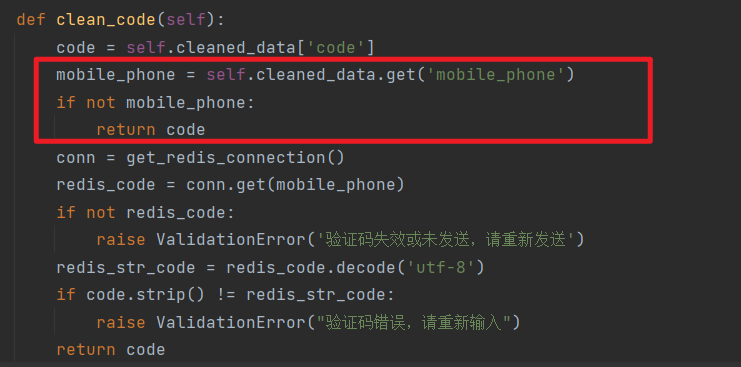 def clean_code(self):
    code = self.cleaned_data['code']
    mobile_phone = self.cleaned_data.get('mobile_phone')
    if not mobile_phone:
        return code
    conn = get_redis_connection()
    redis_code = conn.get(mobile_phone)
    if not redis_code:
        raise ValidationError('验证码失效或未发送，请重新发送')
    redis_str_code = redis_code.decode('utf-8')
    if code.strip() != redis_str_code:
        raise ValidationError("验证码错误，请重新输入")
    return code